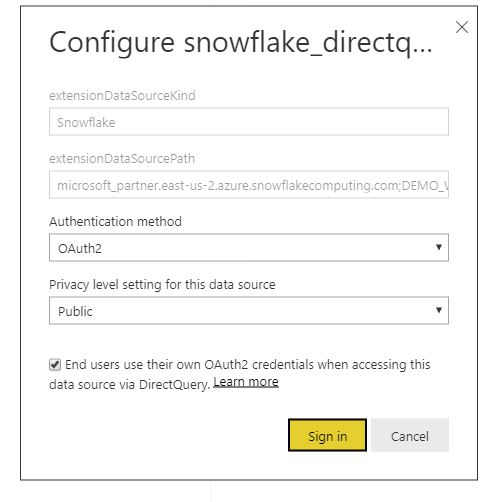 Configure snowflake_directq...
extensionDataSourceKind
Snowflake
extensionDataSourcePath
microsoft_partner.east-us-2.azure.snowflakecomputing.com;DEMO_
Authentication method
OAuth2
Privacy level setting for this data source
Public
End users use their own OAuth2 credentials when accessing this
data source via DirectQuery. Learn more
Sign in Cancel